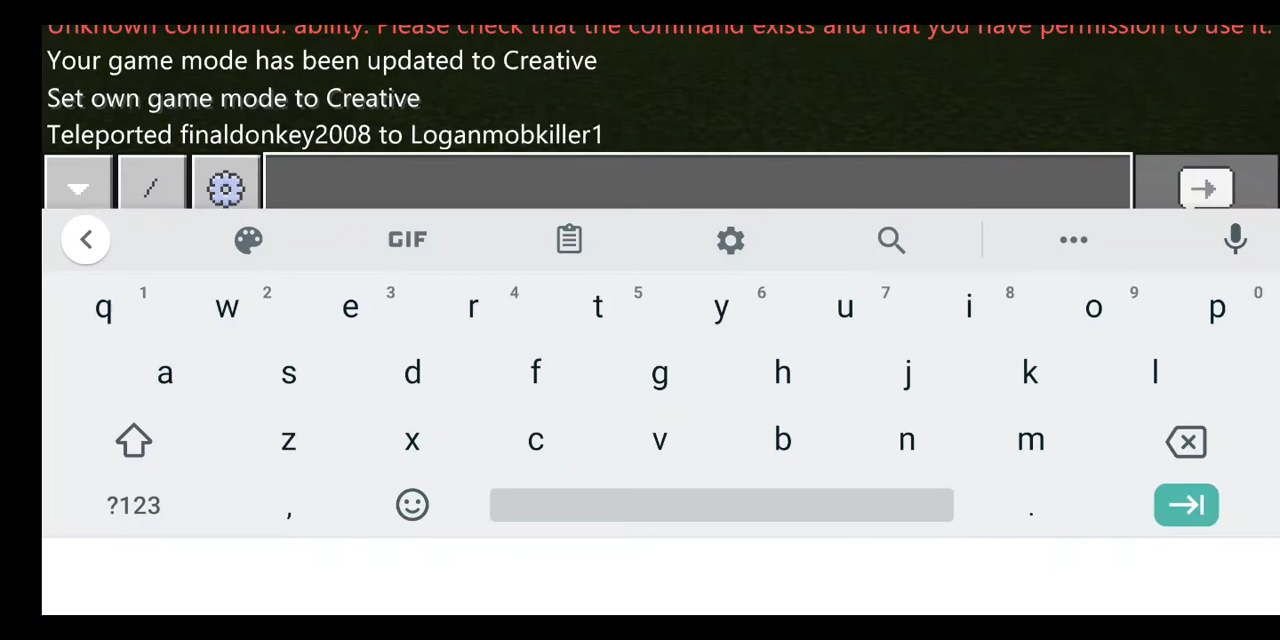 Unknown command: ability. Please check that the command exists and that you have permission to use it.
Your game mode has been updated to Creative
Set own game mode to Creative
Teleported finaldonkey2008 to Loganmobkiller1
/
GIF
q 1 w 2 e 3 r 4 t 5 y 6 u 7 i 8 o 9 p 0
a s d f g h j k l
z x c v b n m
?123 , .